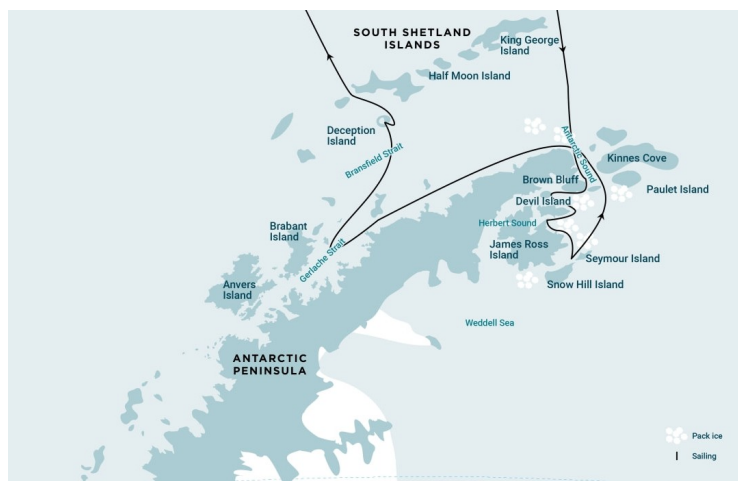 SOUTH SHETLAND
ISLANDS
King George
Island
Half Moon Island
Deception
Island
Bransfield Strait
Antarctic Sound
Kinnes Cove
Brown Bluff
Paulet Island
Devil Island
Herbert Sound
Brabant
Island
James Ross
Island
Seymour Island
Gerlache Strait
Anvers
Island
Snow Hill Island
Weddell Sea
ANTARCTIC
PENINSULA
Pack ice
Sailing